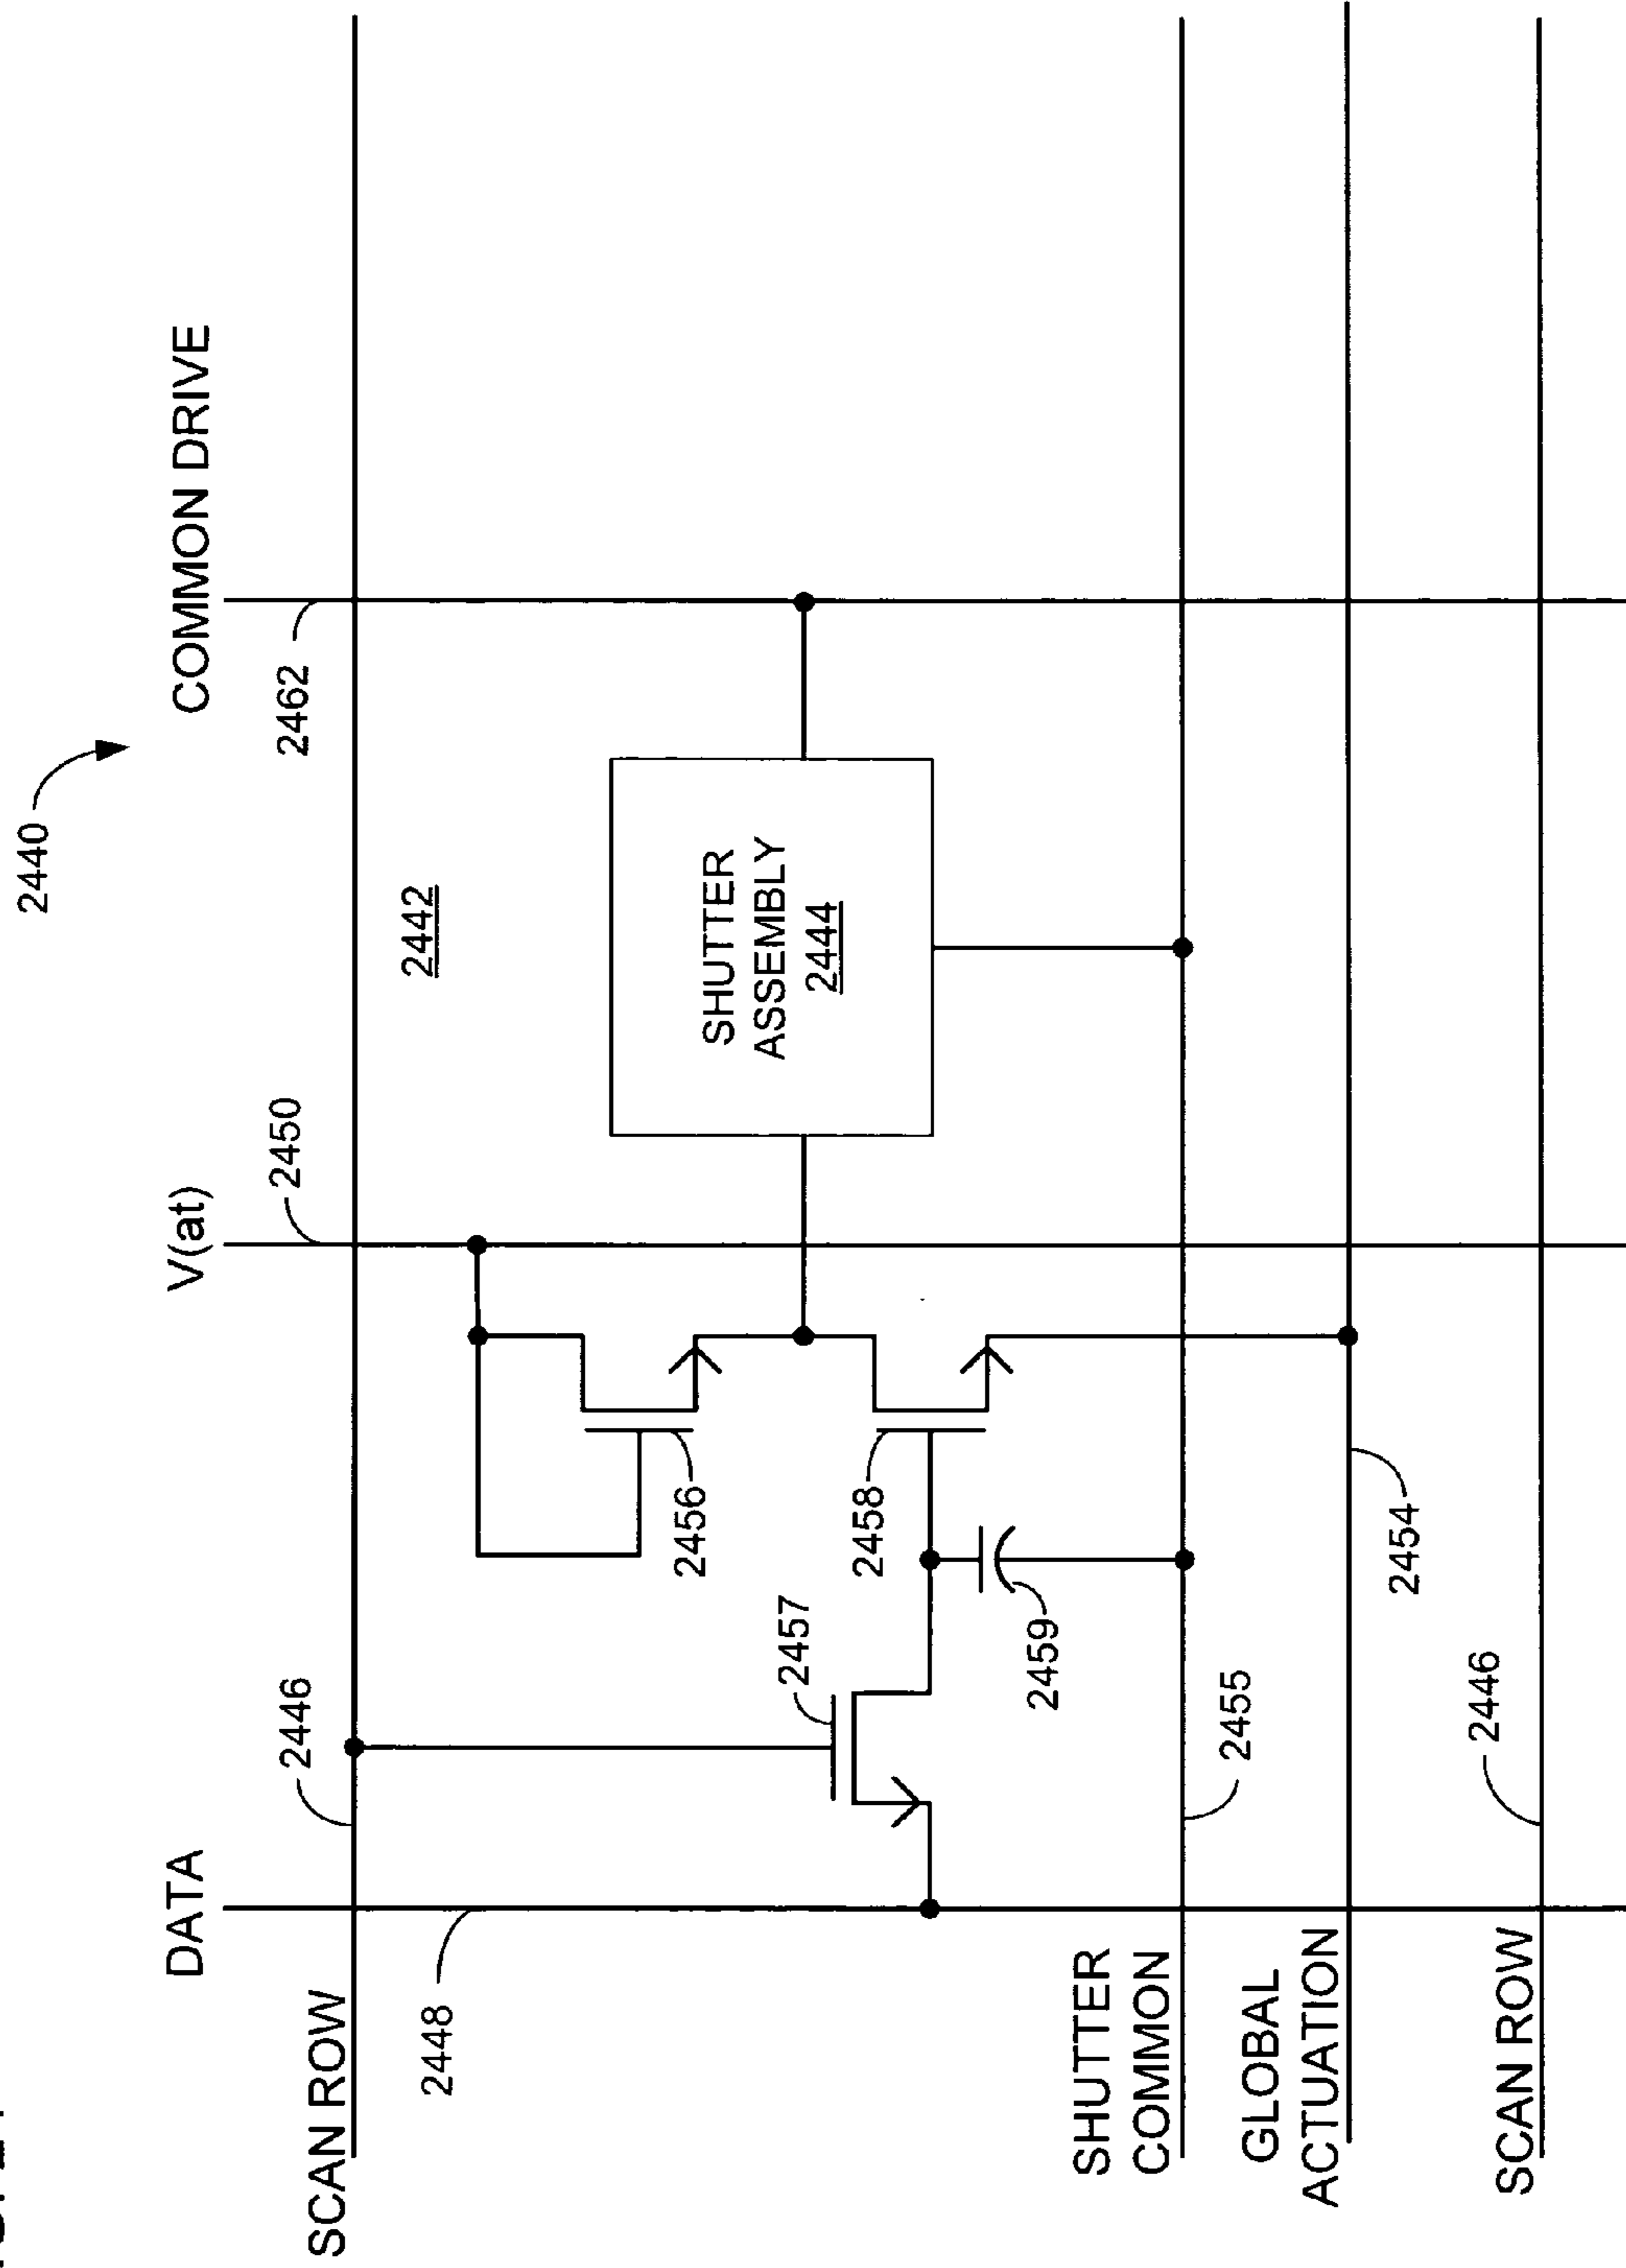 2440
DATA
V(at)
COMMON DRIVE
2446
2450
2462
SCAN ROW
2448
2442
2456
SHUTTER
ASSEMBLY
2444
2457
2458
2459
SHUTTER
COMMON
2455
GLOBAL
ACTUATION
2454
2446
SCAN ROW